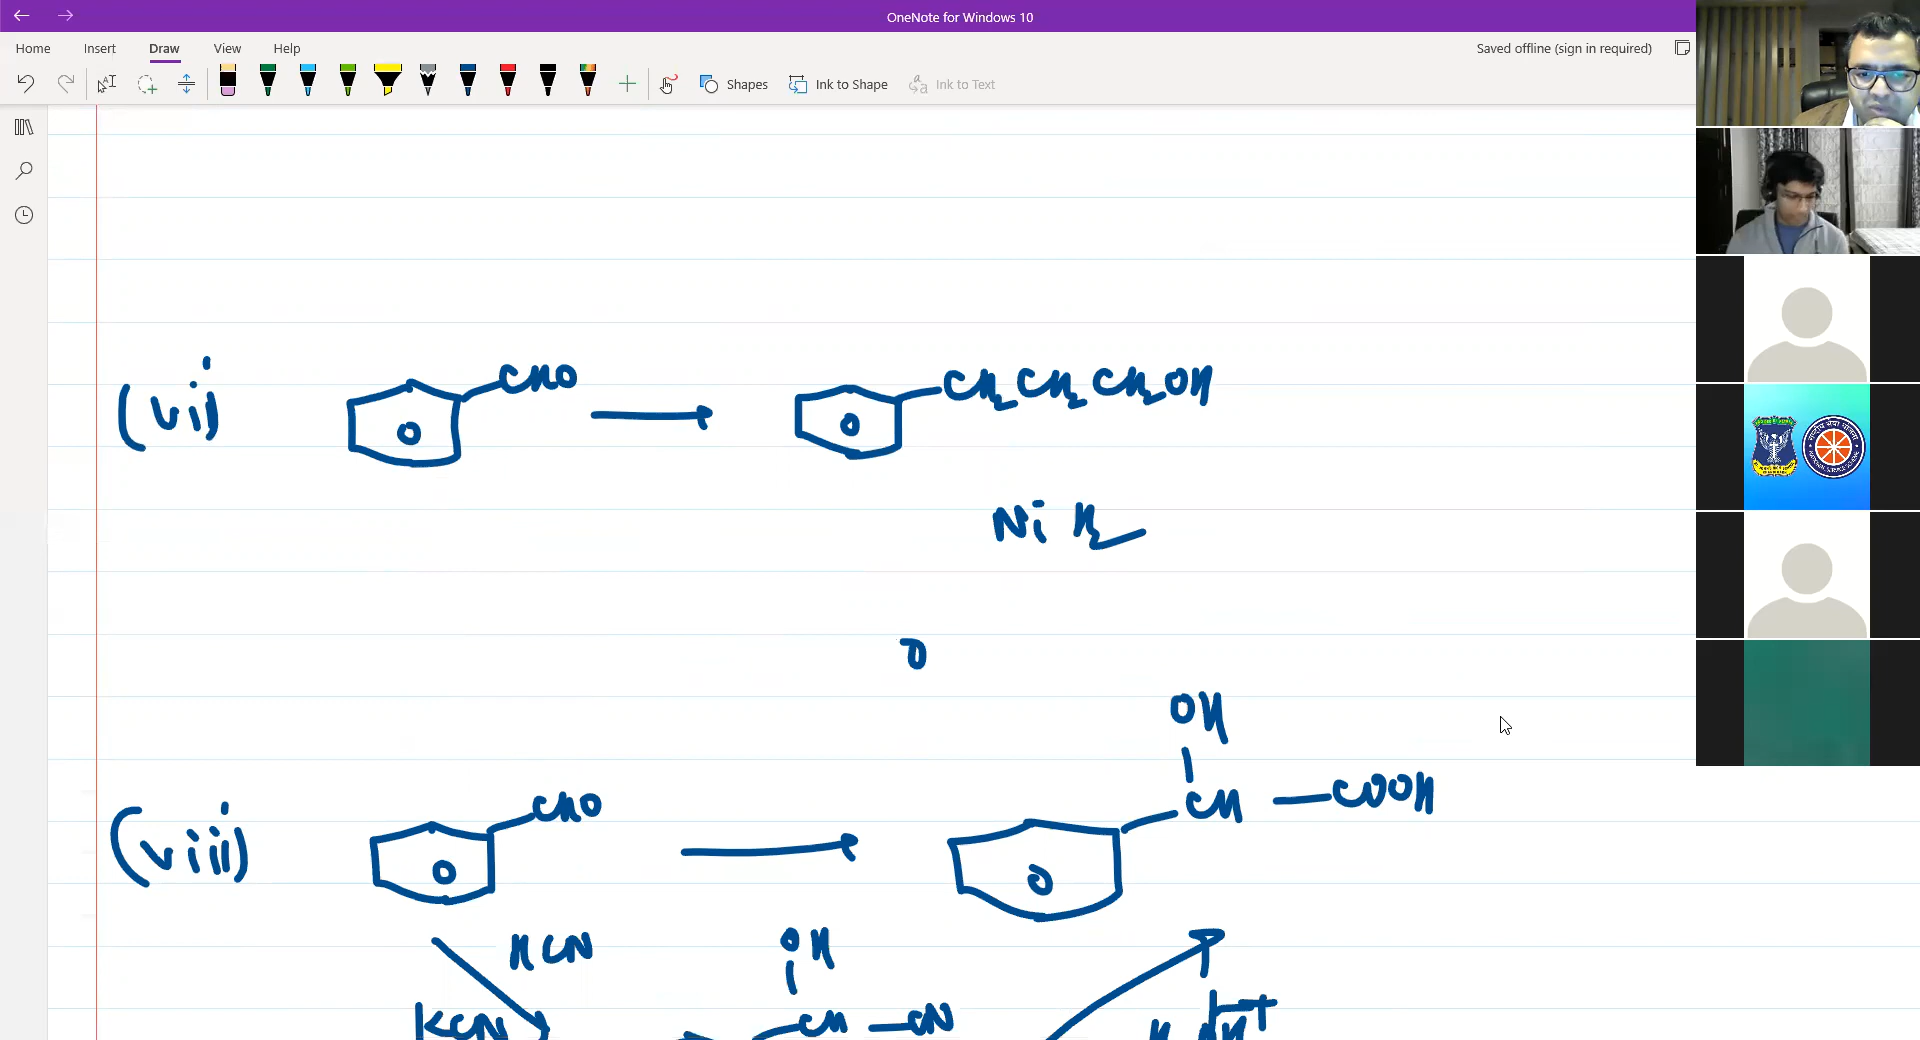 OneNote for Windows 10
Home Insert Draw View Help
Saved offline (sign in required)
Shapes Ink to Shape Ink to Text
(vii) CHO → CH2CH2CH2OH
Ni H2
OH
(viii) CHO → CH — COOH
HCN
OH
KCN
CH — CN
H+